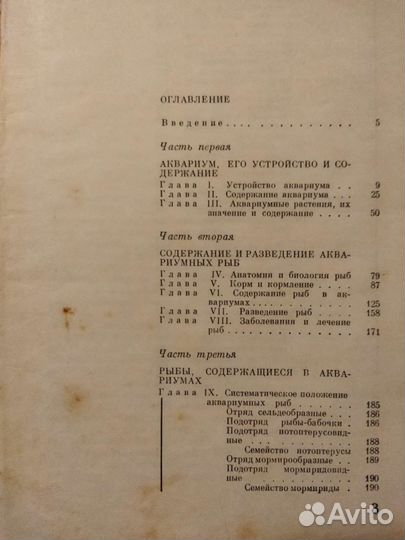 ОГЛАВЛЕНИЕ
Введение . . . . . . . . . . . . 5
Часть первая
АКВАРИУМ, ЕГО УСТРОЙСТВО И СО-
ДЕРЖАНИЕ
Глава I. Устройство аквариума . . 9
Глава II. Содержание аквариума . . 25
Глава III. Аквариумные растения, их
значение и содержание . . . . 50
Часть вторая
СОДЕРЖАНИЕ И РАЗВЕДЕНИЕ АКВА-
РИУМНЫХ РЫБ
Глава IV. Анатомия и биология рыб 79
Глава V. Корм и кормление . . . 87
Глава VI. Содержание рыб в ак-
вариумах . . . . . . . . . 125
Глава VII. Разведение рыб . . . . 158
Глава VIII. Заболевания и лечение
рыб . . . . . . . . . . . 171
Часть третья
РЫБЫ, СОДЕРЖАЩИЕСЯ В АКВА-
РИУМАХ
Глава IX. Систематическое положение
аквариумных рыб . . . . . . 185
Отряд сельдеобразные . . . 186
Подотряд рыбы-бабочки . . 186
Подотряд нотоптерусовид-
ные . . . . . . . . . 188
Семейство нотоптерусы 188
Отряд мормирообразные . . 189
Подотряд мормировид-
ные . . . . . . . . . 190
Семейство мормириды . 190
3
Avito